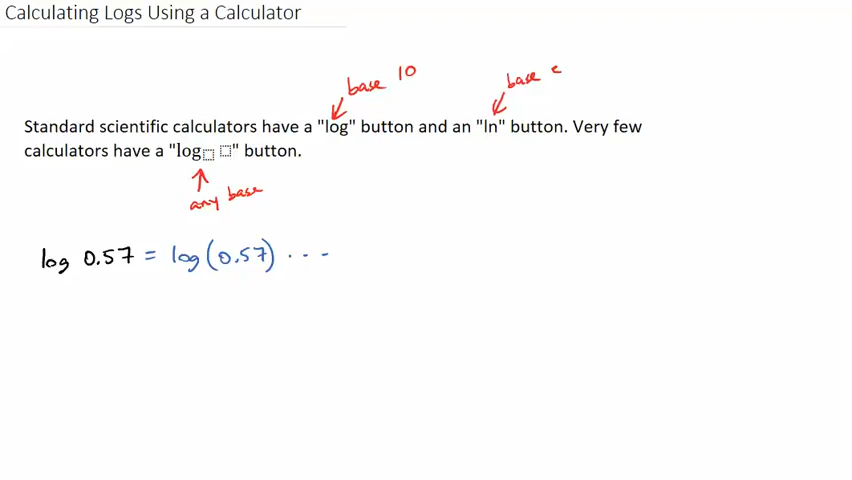 Calculating Logs Using a Calculator
base 10
base e
Standard scientific calculators have a "log" button and an "ln" button. Very few
calculators have a "log□ □" button.
any base
log 0.57 = log(0.57) ...